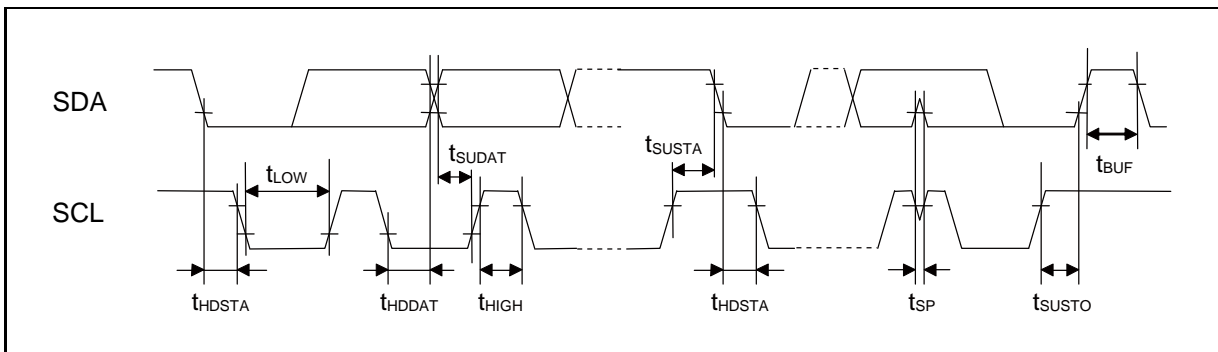 SDA
tSUDAT
tSUSTA
tBUF
tLOW
SCL
tHDSTA
tHDDAT
tHIGH
tHDSTA
tSP
tSUSTO